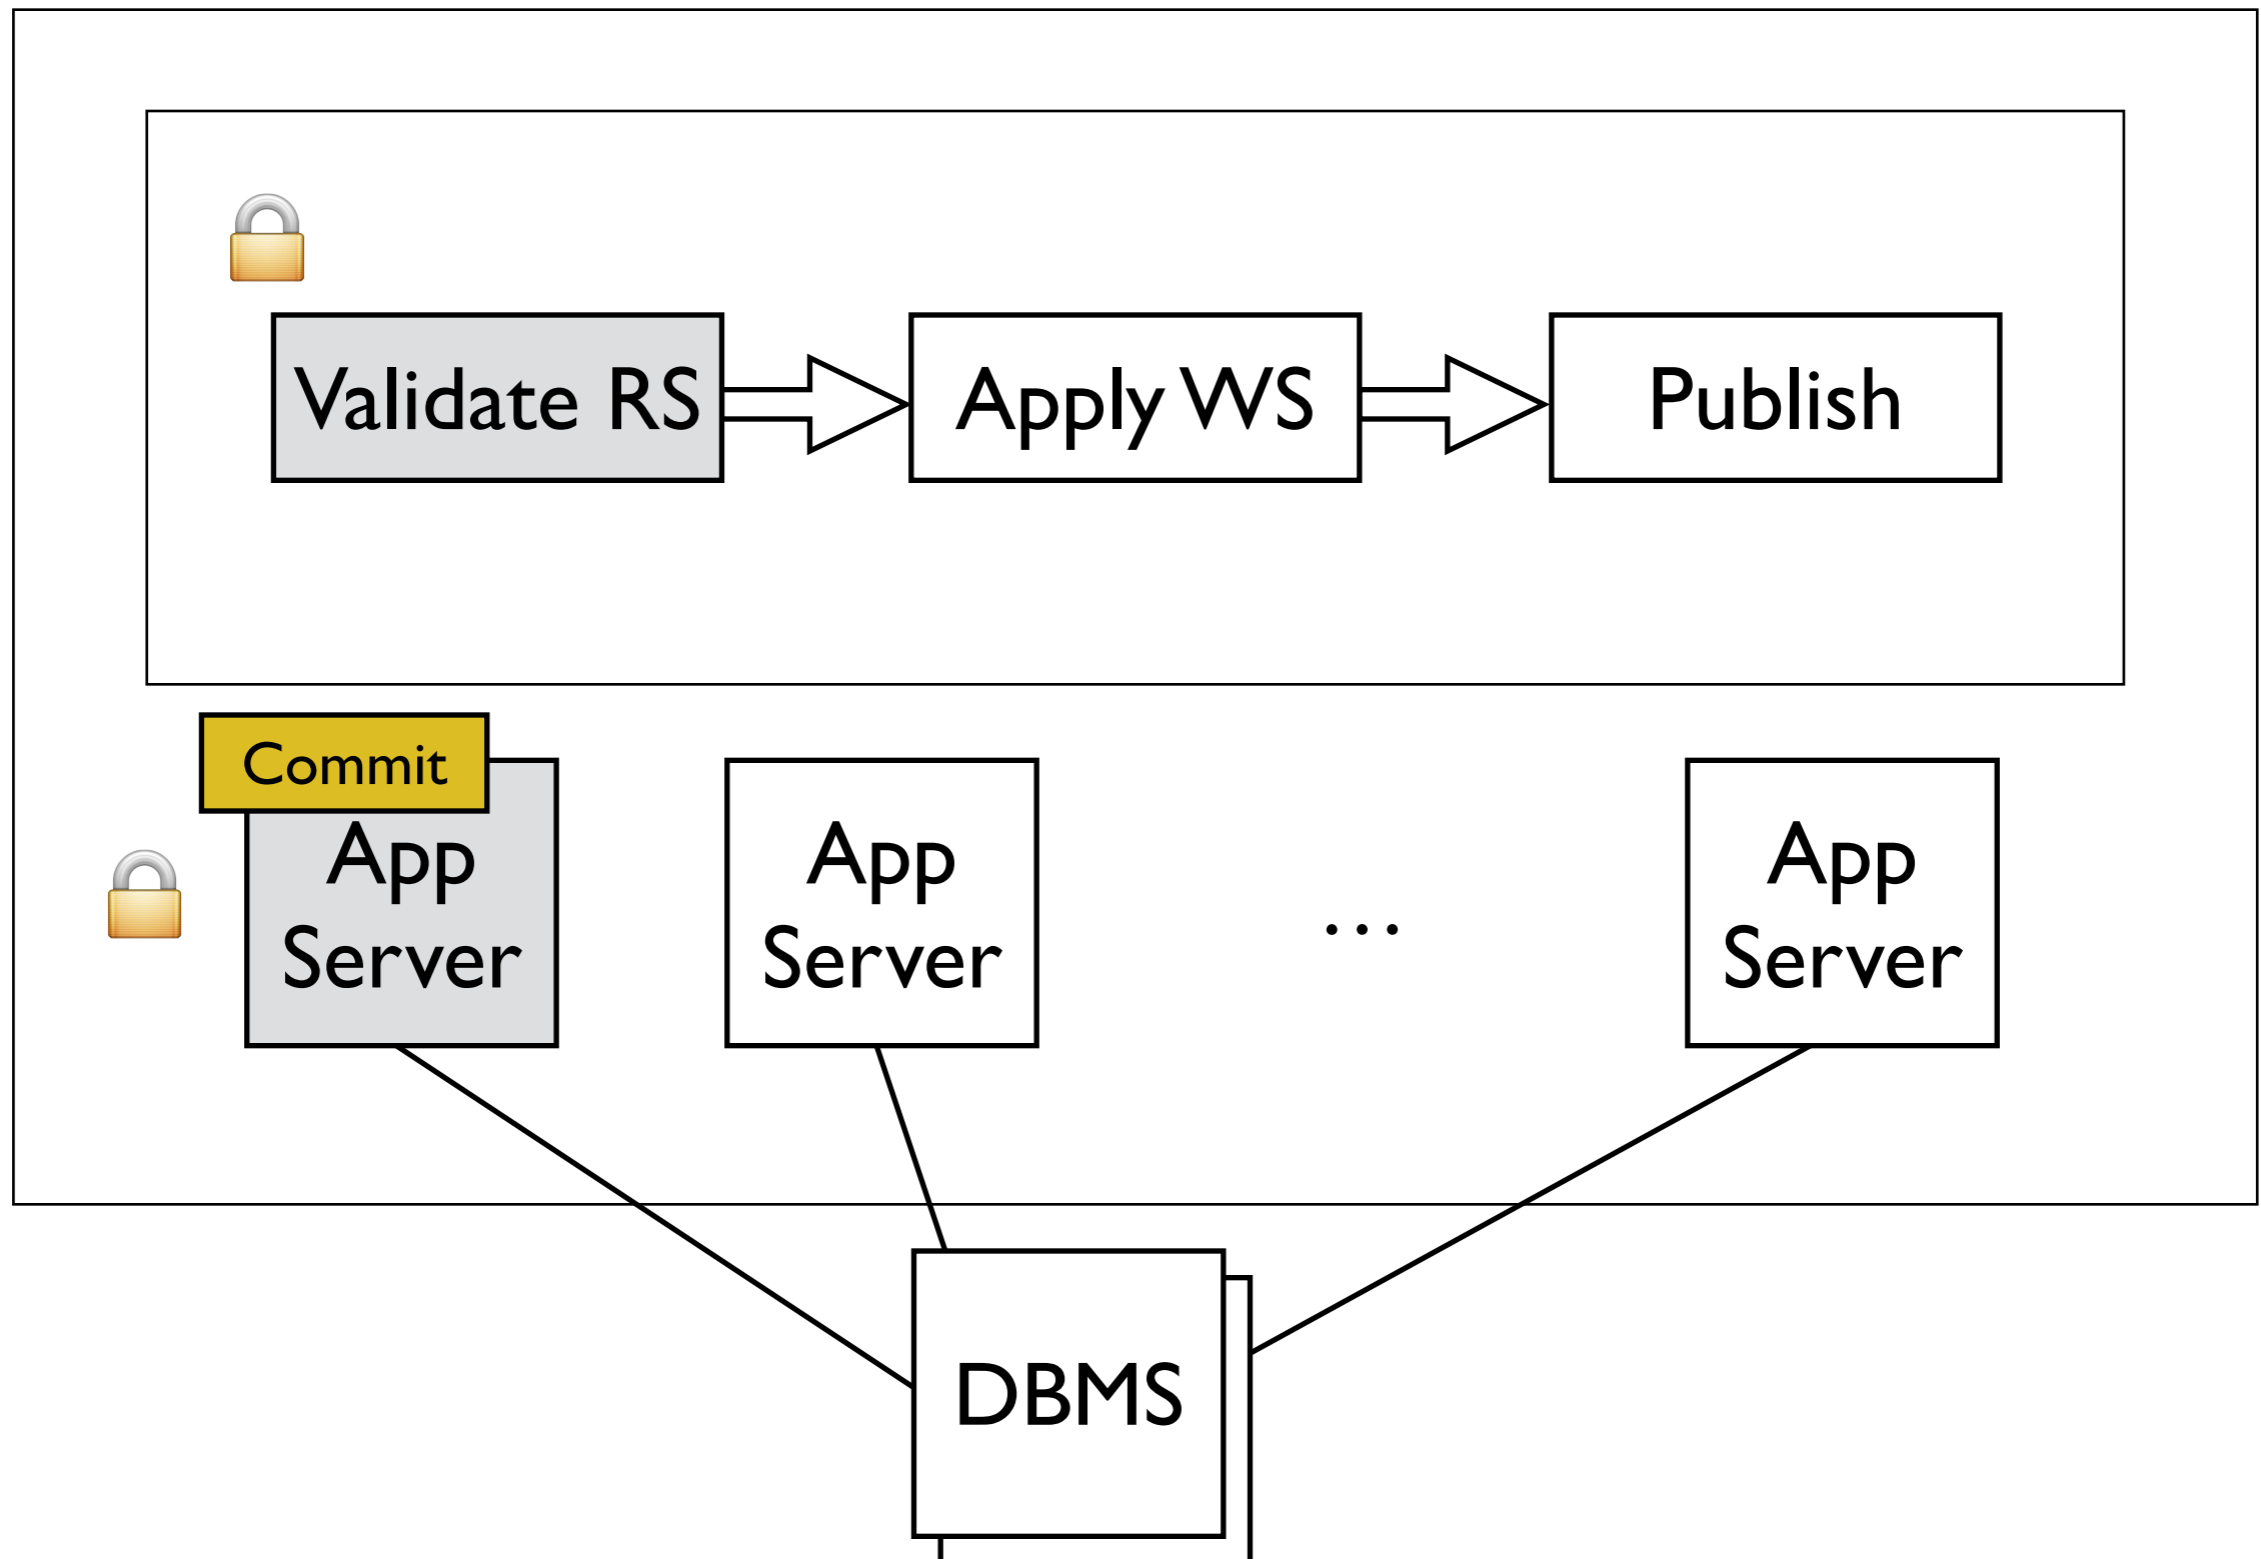 Validate RS
Apply WS
Publish
Commit
App
Server
App
Server
...
App
Server
DBMS